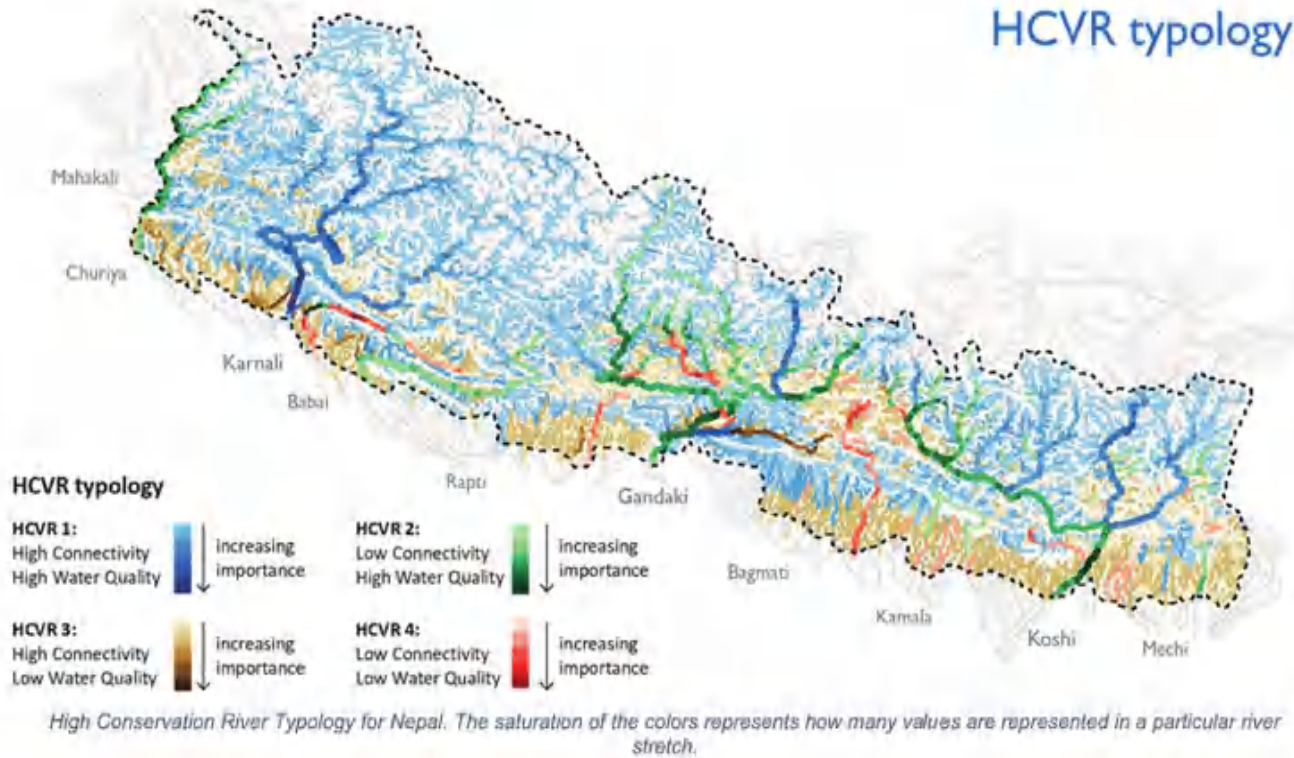 HCVR typology
Mahakali
Churiya
Karnali
Babai
Rapti
Gandaki
Bagmati
Kamala
Koshi
Mechi
HCVR typology
HCVR 1:
High Connectivity
High Water Quality
increasing
importance
HCVR 2:
Low Connectivity
High Water Quality
increasing
importance
HCVR 3:
High Connectivity
Low Water Quality
increasing
importance
HCVR 4:
Low Connectivity
Low Water Quality
increasing
importance
High Conservation River Typology for Nepal. The saturation of the colors represents how many values are represented in a particular river
stretch.